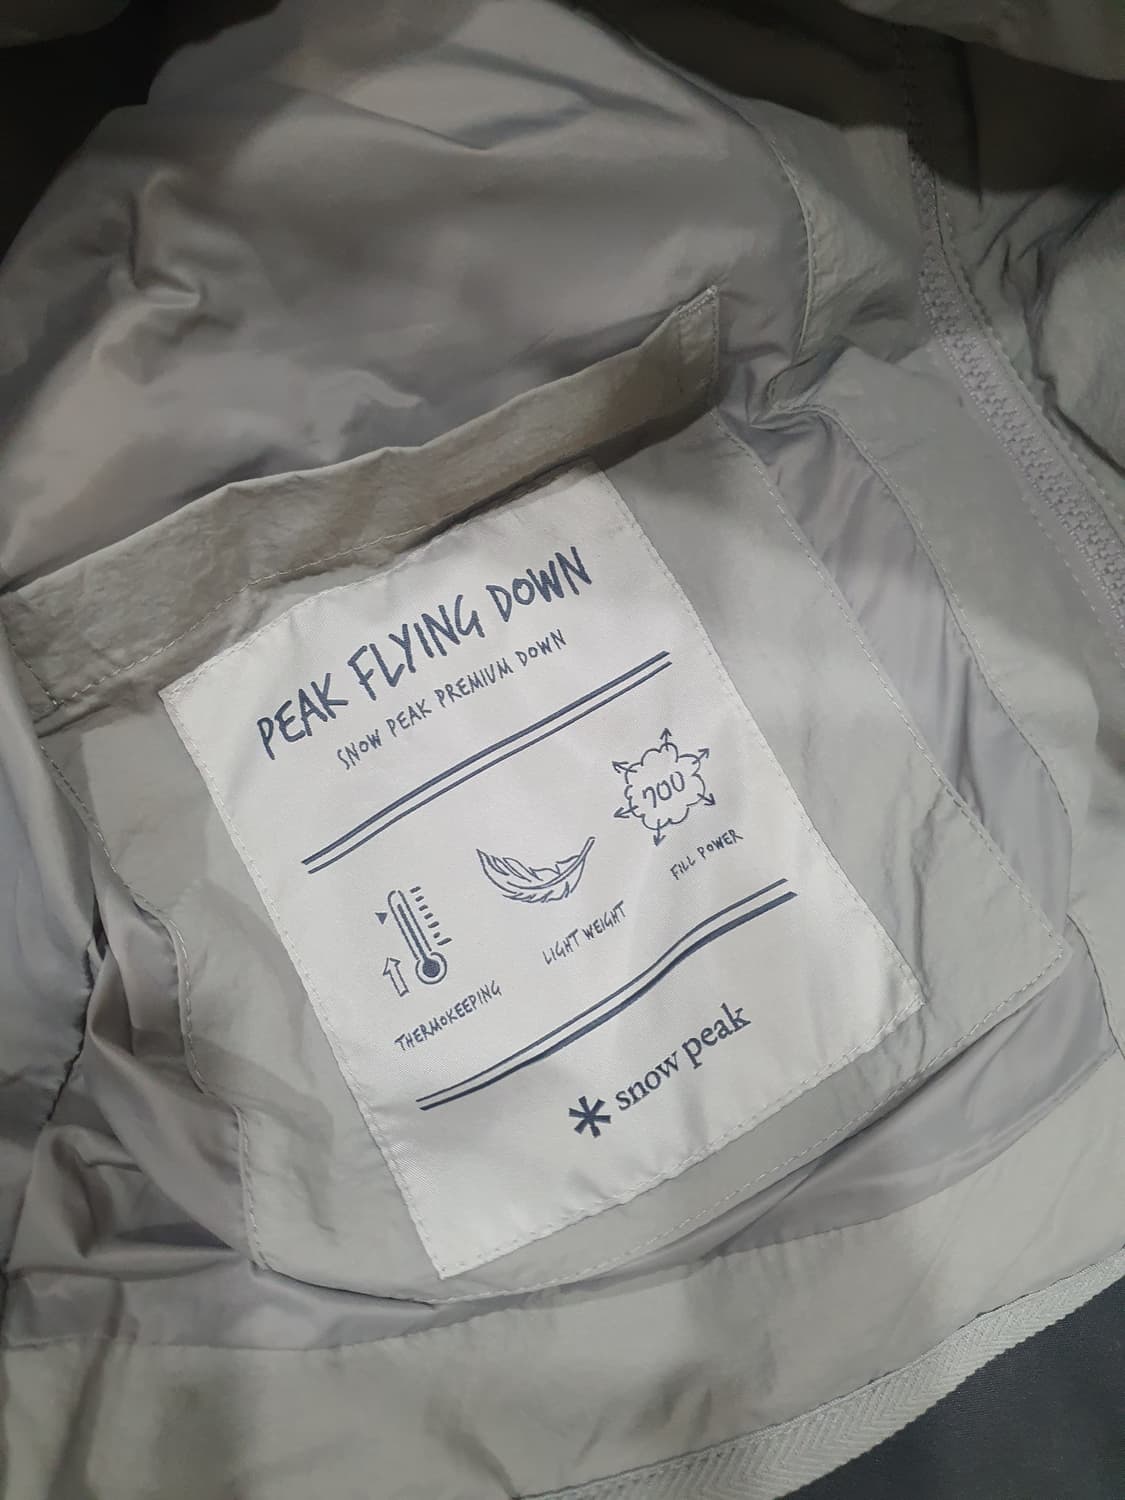 PEAK FLYING DOWN
SNOW PEAK PREMIUM DOWN
700
FILL POWER
LIGHT WEIGHT
THERMOKEEPING
snow peak